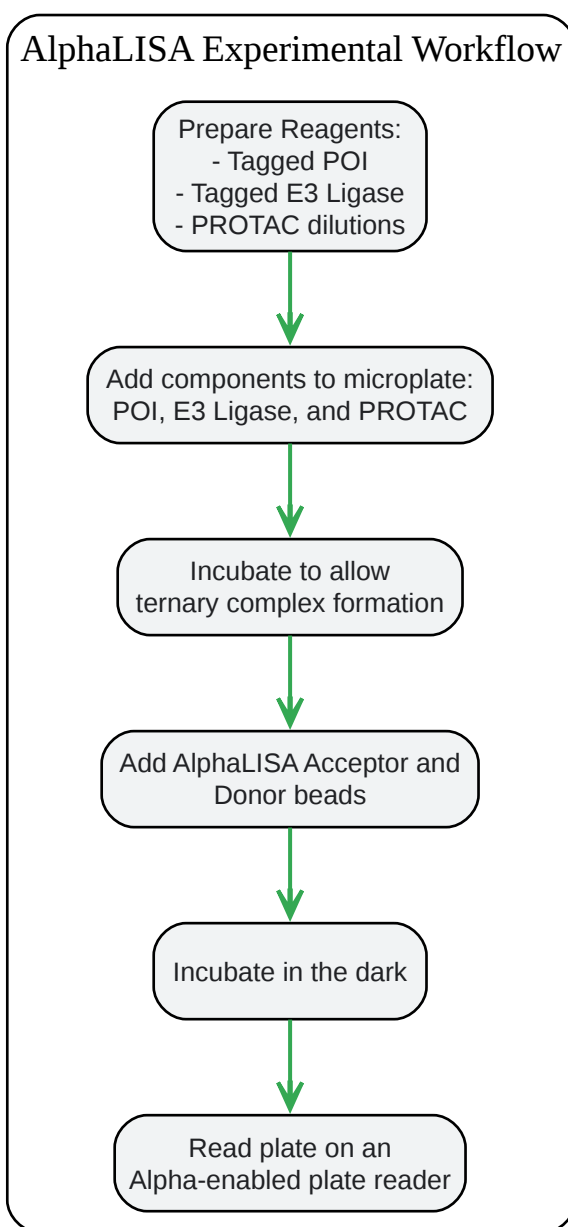 AlphaLISA Experimental Workflow
Prepare Reagents:
- Tagged POI
- Tagged E3 Ligase
- PROTAC dilutions
Add components to microplate:
POI, E3 Ligase, and PROTAC
Incubate to allow
ternary complex formation
Add AlphaLISA Acceptor and
Donor beads
Incubate in the dark
Read plate on an
Alpha-enabled plate reader